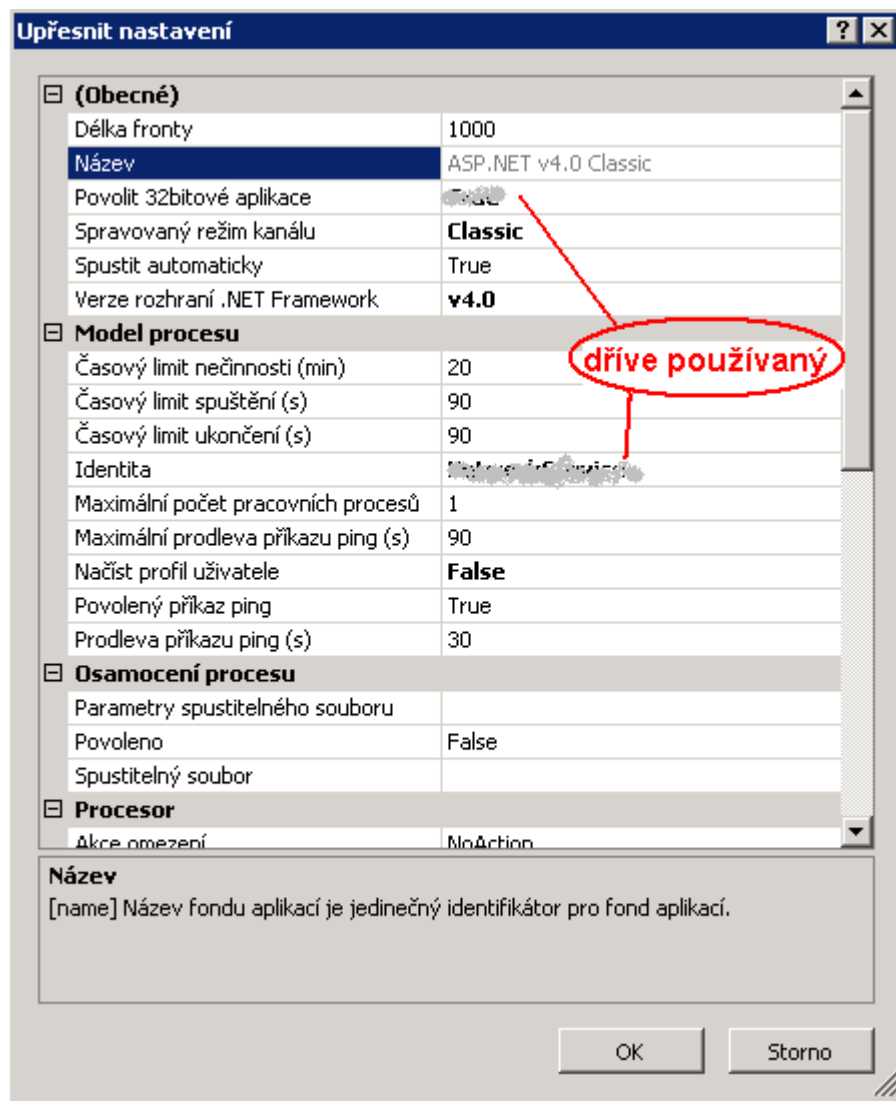 Upřesnit nastavení
(Obecné)
Délka fronty 1000
Název ASP.NET v4.0 Classic
Povolit 32bitové aplikace
Spravovaný režim kanálu Classic
Spustit automaticky True
Verze rozhraní .NET Framework v4.0
Model procesu
dříve používaný
Časový limit nečinnosti (min) 20
Časový limit spuštění (s) 90
Časový limit ukončení (s) 90
Identita
Maximální počet pracovních procesů 1
Maximální prodleva příkazu ping (s) 90
Načíst profil uživatele False
Povolený příkaz ping True
Prodleva příkazu ping (s) 30
Osamocení procesu
Parametry spustitelného souboru
Povoleno False
Spustitelný soubor
Procesor
Akce omezení NoAction
Název
[name] Název fondu aplikací je jedinečný identifikátor pro fond aplikací.
OK Storno